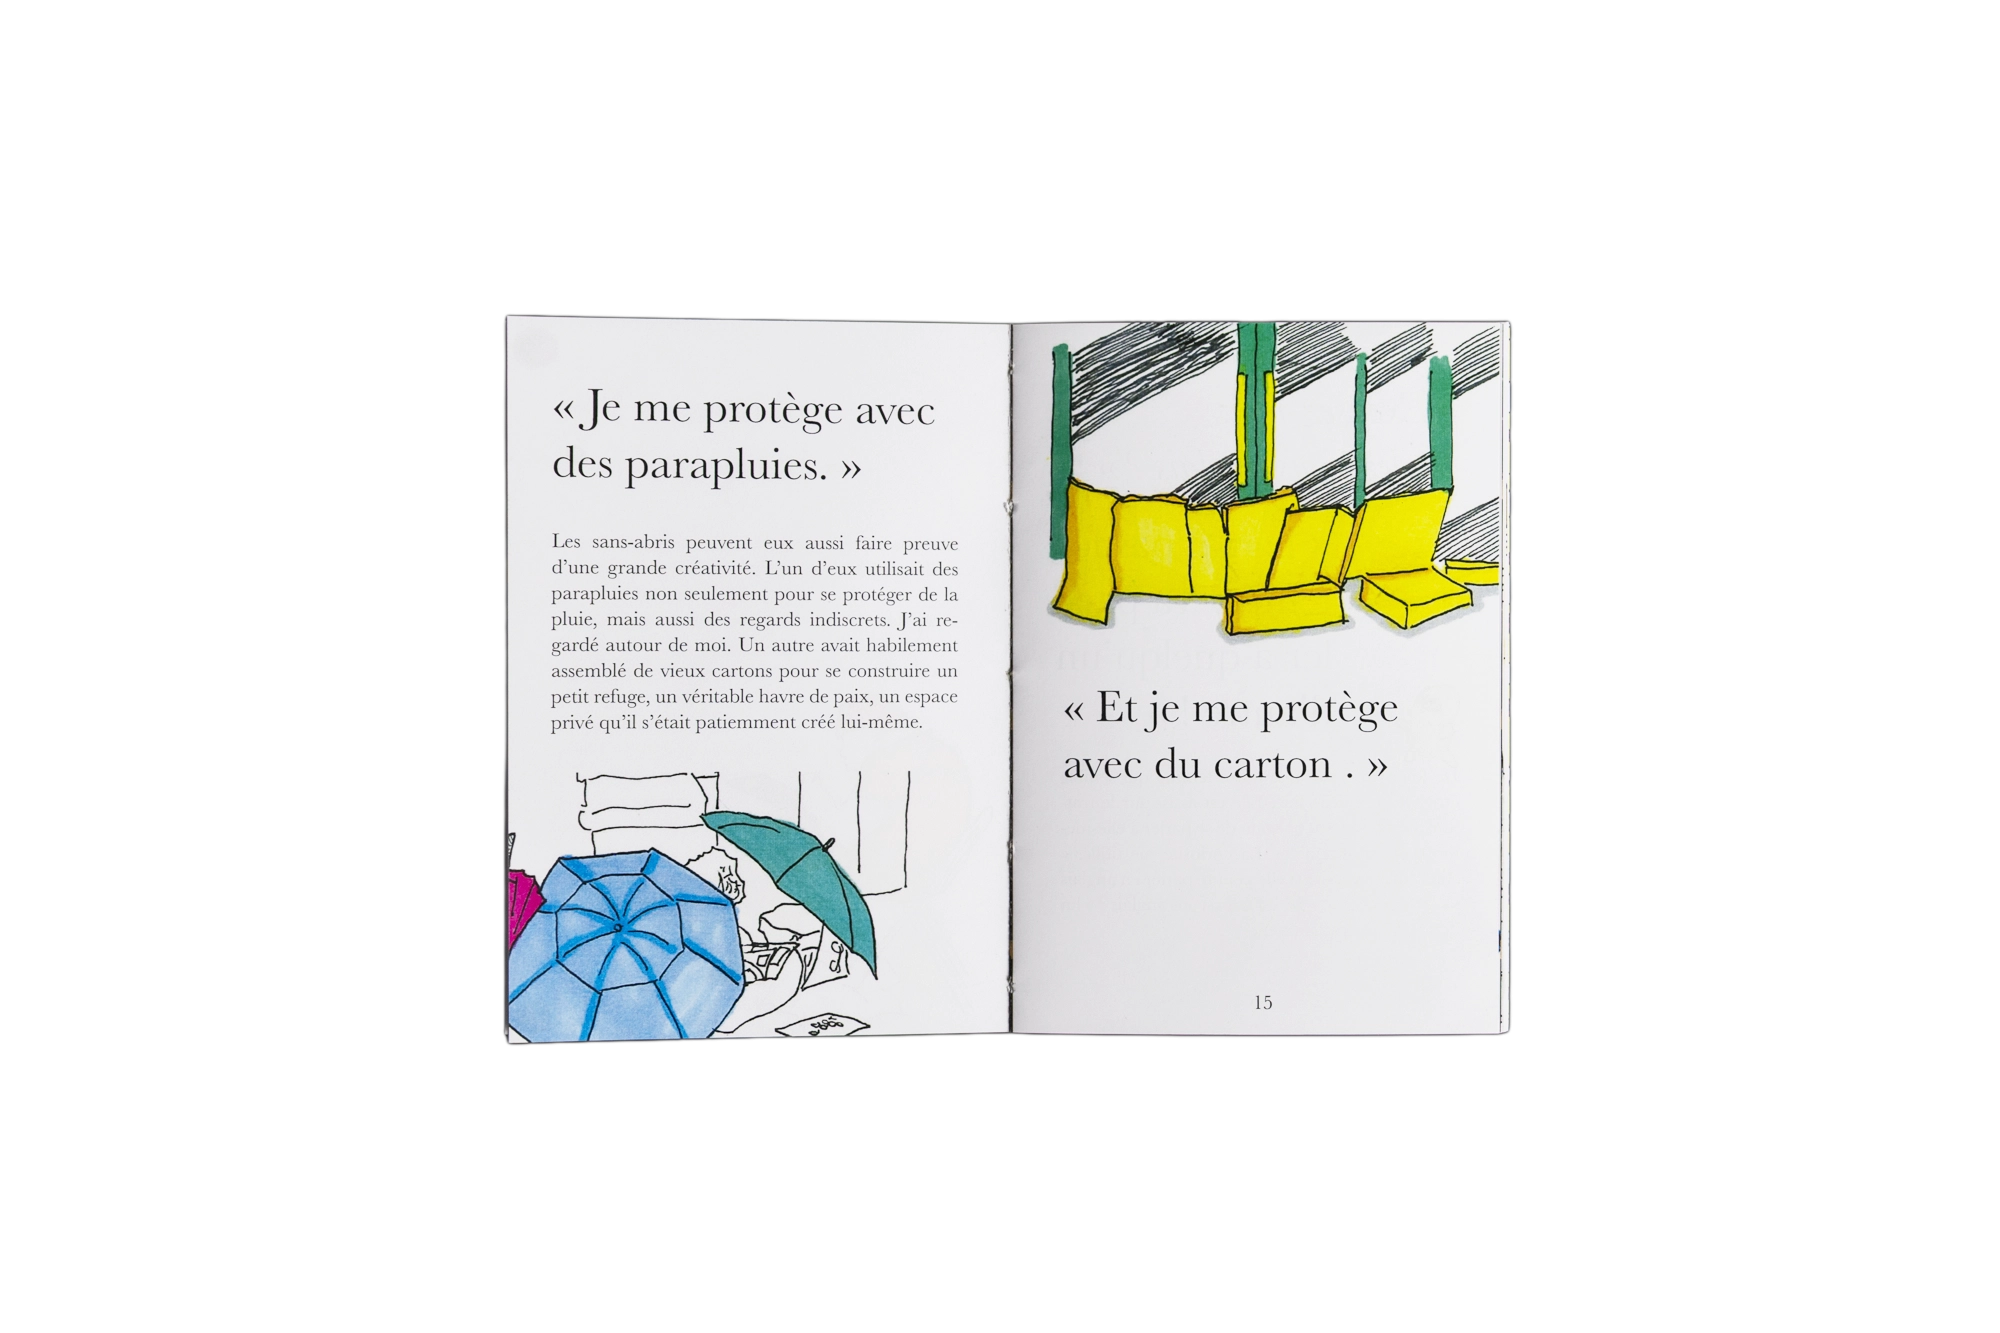 « Je me protège avec
des parapluies. »
Les sans-abris peuvent eux aussi faire preuve
d’une grande créativité. L’un d’eux utilisait des
parapluies non seulement pour se protéger de la
pluie, mais aussi des regards indiscrets. J’ai re-
gardé autour de moi. Un autre avait habilement
assemblé de vieux cartons pour se construire un
petit refuge, un véritable havre de paix, un espace
privé qu’il s’était patiemment créé lui-même.
« Et je me protège
avec du carton . »
15